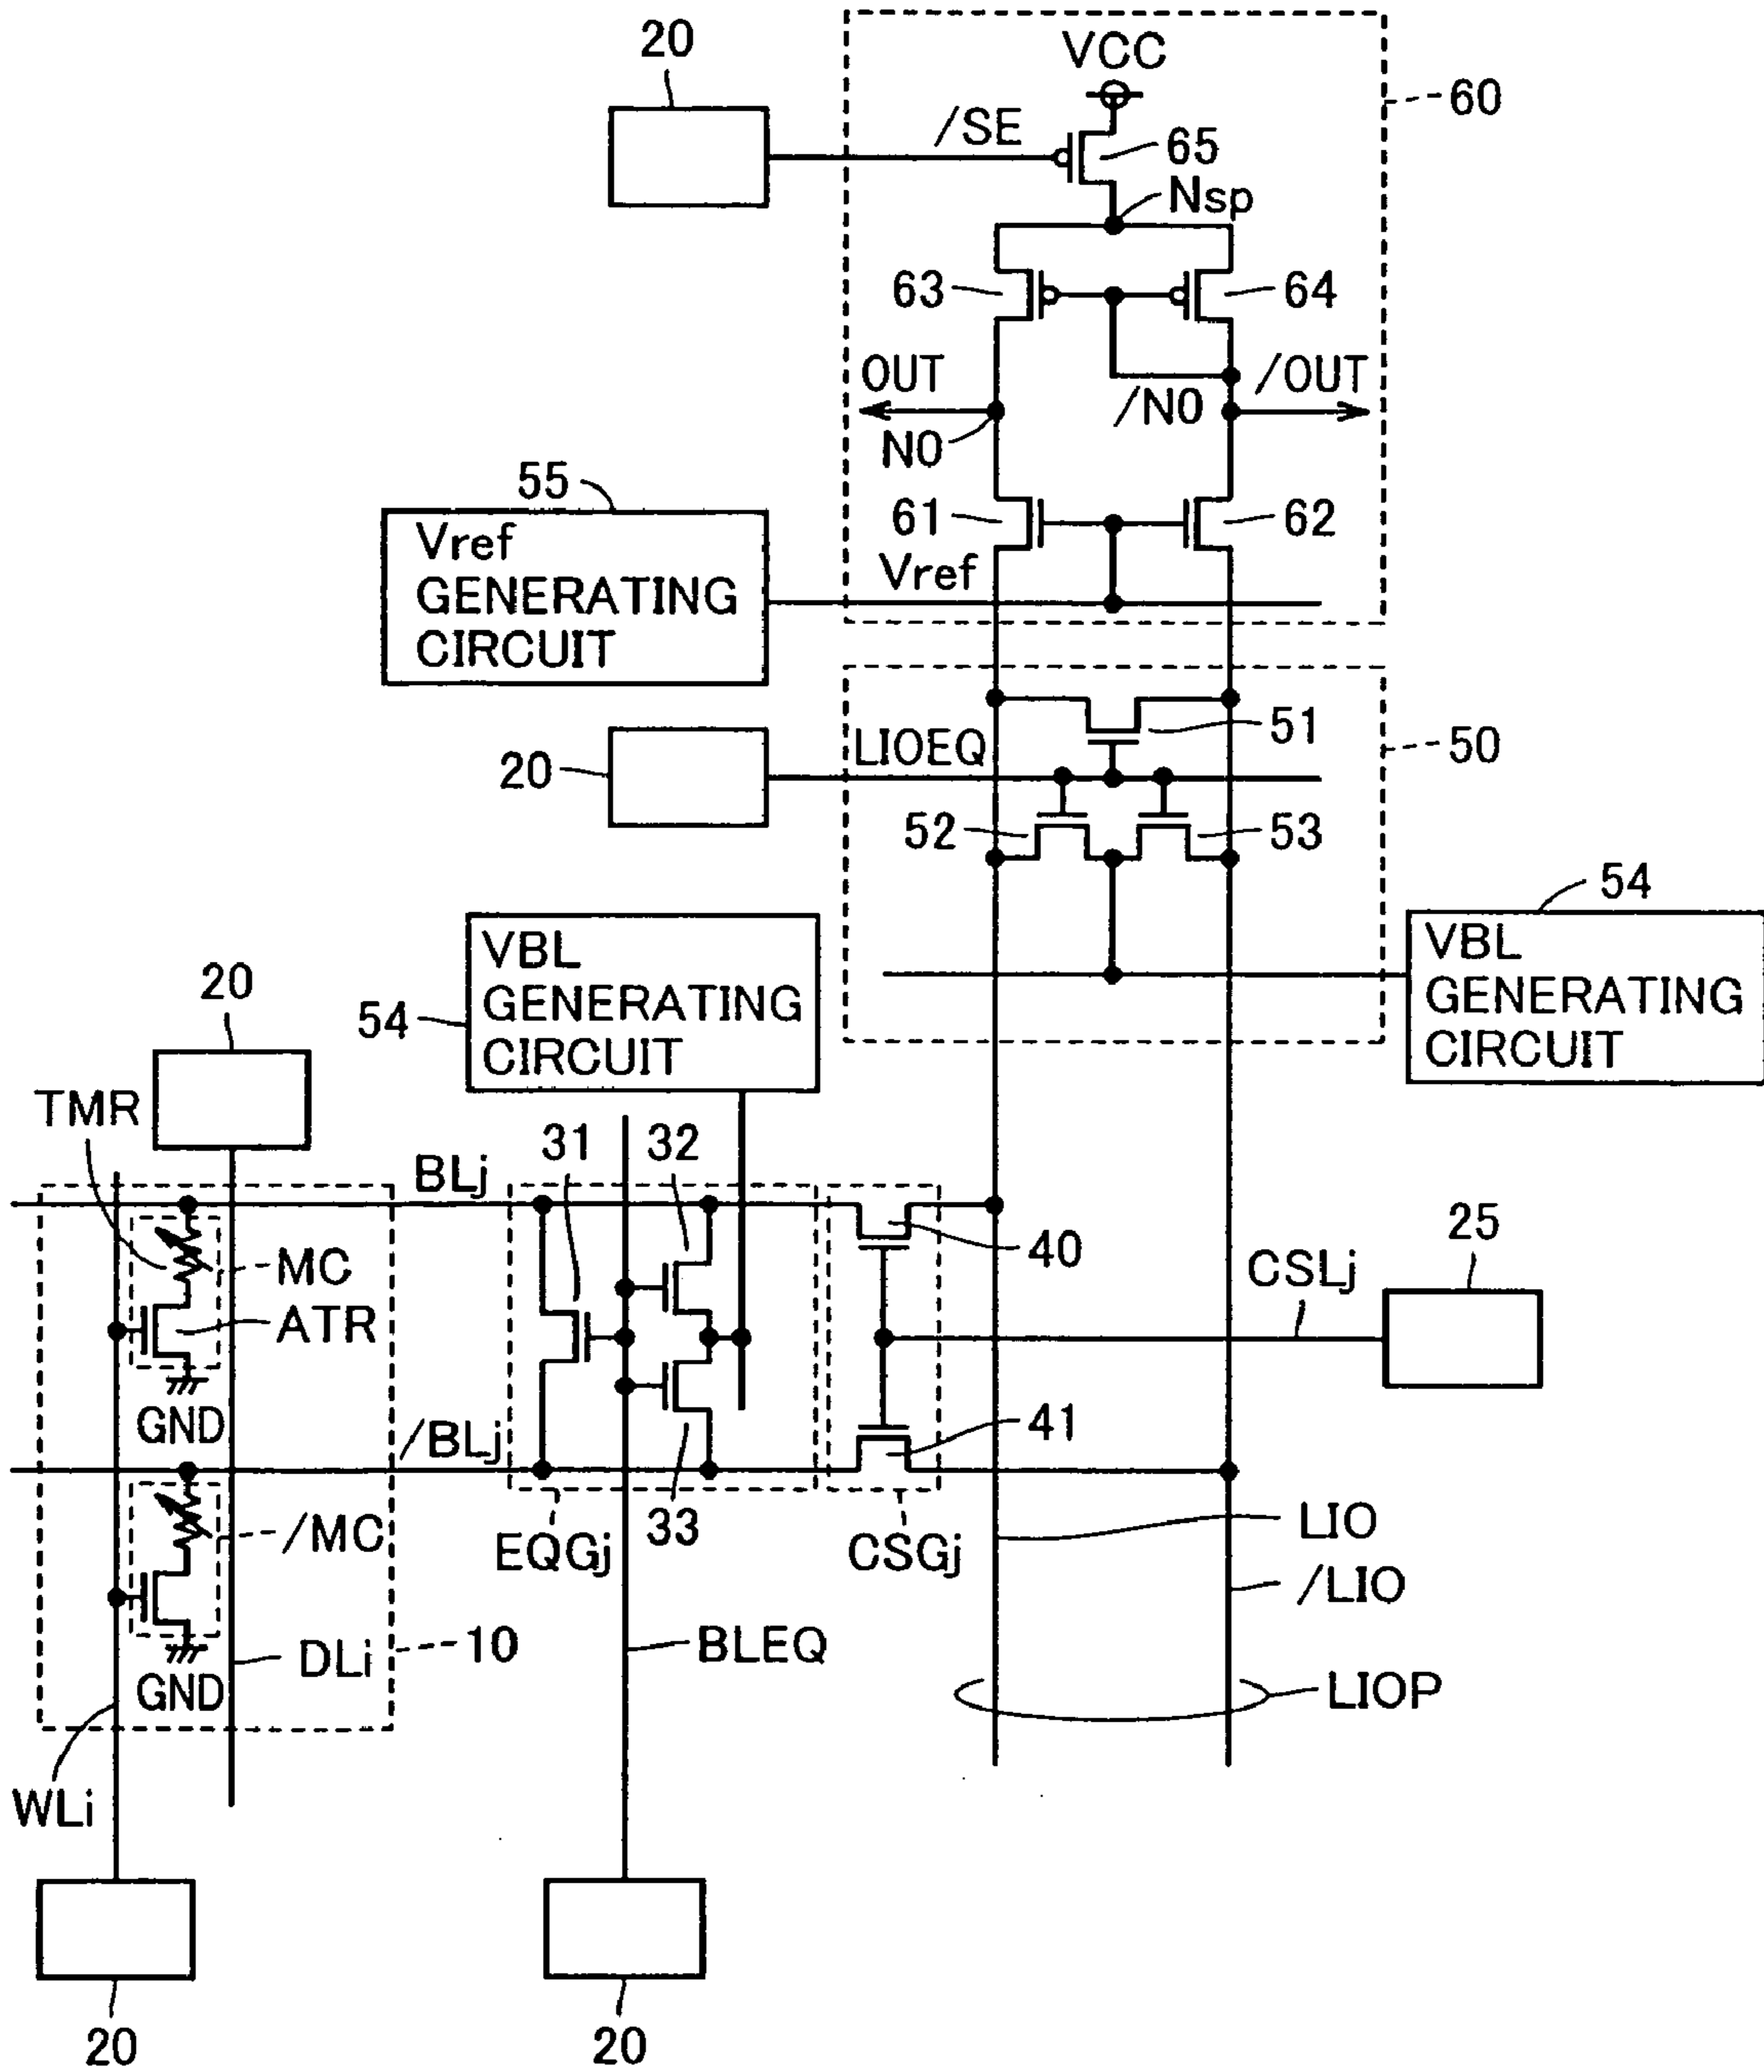 20
VCC
60
/SE
65
Nsp
63
64
OUT
/OUT
/N0
N0
55
Vref
GENERATING
CIRCUIT
61
62
Vref
51
50
LIOEQ
20
52
53
54
VBL
GENERATING
CIRCUIT
54
VBL
GENERATING
CIRCUIT
20
TMR
31
32
BLj
MC
40
25
CSLj
ATR
GND
/BLj
41
/MC
EQGj
33
CSGj
LIO
/LIO
10
DLi
BLEQ
GND
LIOP
WLi
20
20